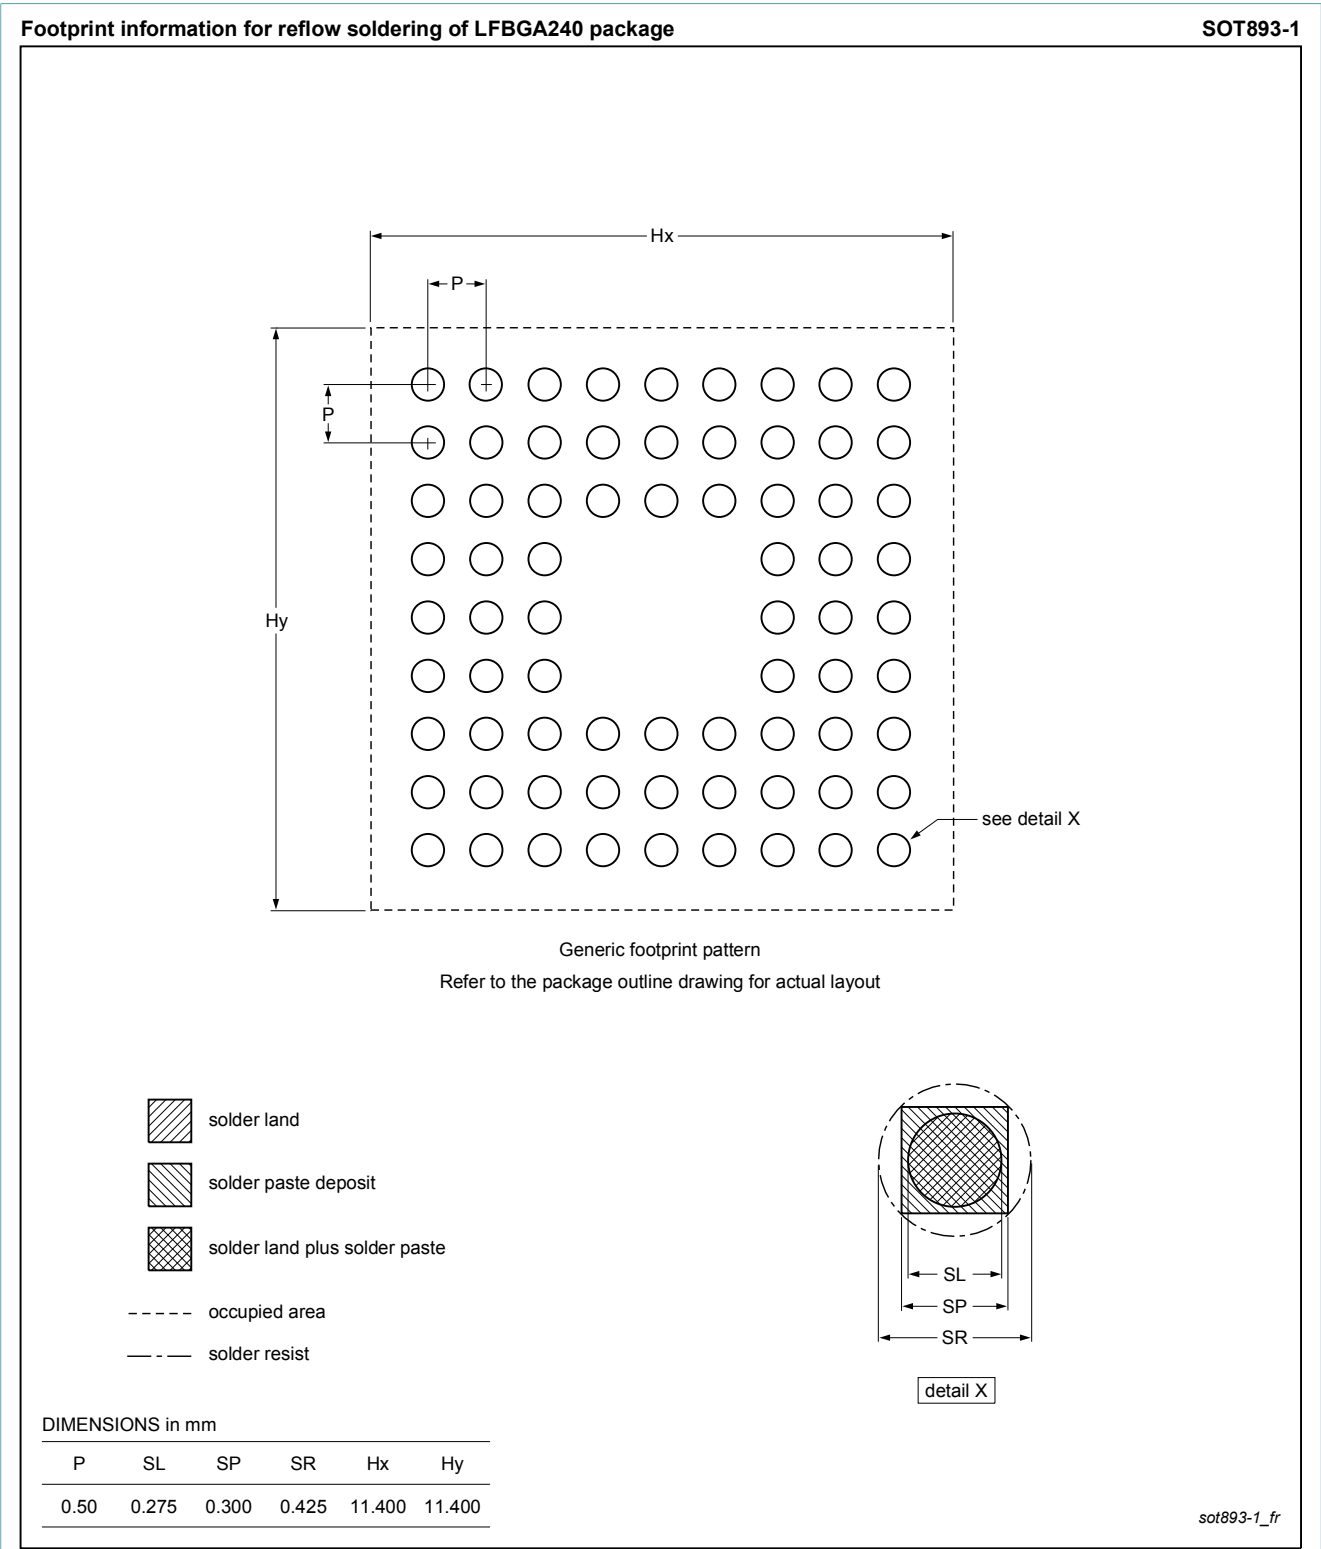 Footprint information for reflow soldering of LFBGA240 package SOT893-1
Hx
P
P
Hy
see detail X
Generic footprint pattern
Refer to the package outline drawing for actual layout
solder land
solder paste deposit
solder land plus solder paste
occupied area
solder resist
SL
SP
SR
detail X
DIMENSIONS in mm
P SL SP SR Hx Hy
0.50 0.275 0.300 0.425 11.400 11.400
sot893-1_fr